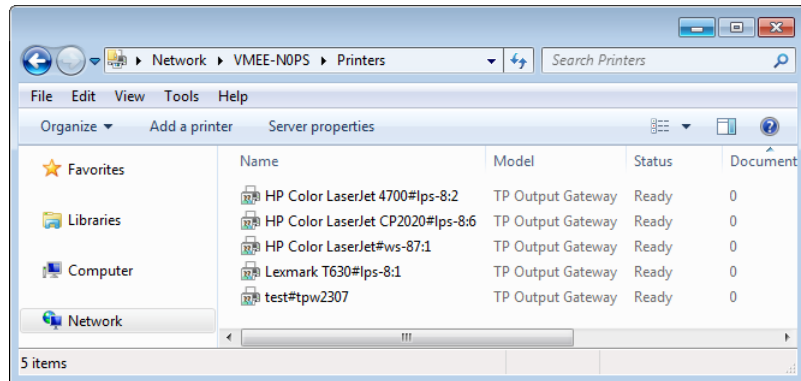 Network VMEE-N0PS Printers Search Printers
File Edit View Tools Help
Organize Add a printer Server properties
Favorites
Libraries
Computer
Network
Name Model Status Document
HP Color LaserJet 4700#lps-8:2 TP Output Gateway Ready 0
HP Color LaserJet CP2020#lps-8:6 TP Output Gateway Ready 0
HP Color LaserJet#ws-87:1 TP Output Gateway Ready 0
Lexmark T630#lps-8:1 TP Output Gateway Ready 0
test#tpw2307 TP Output Gateway Ready 0
5 items